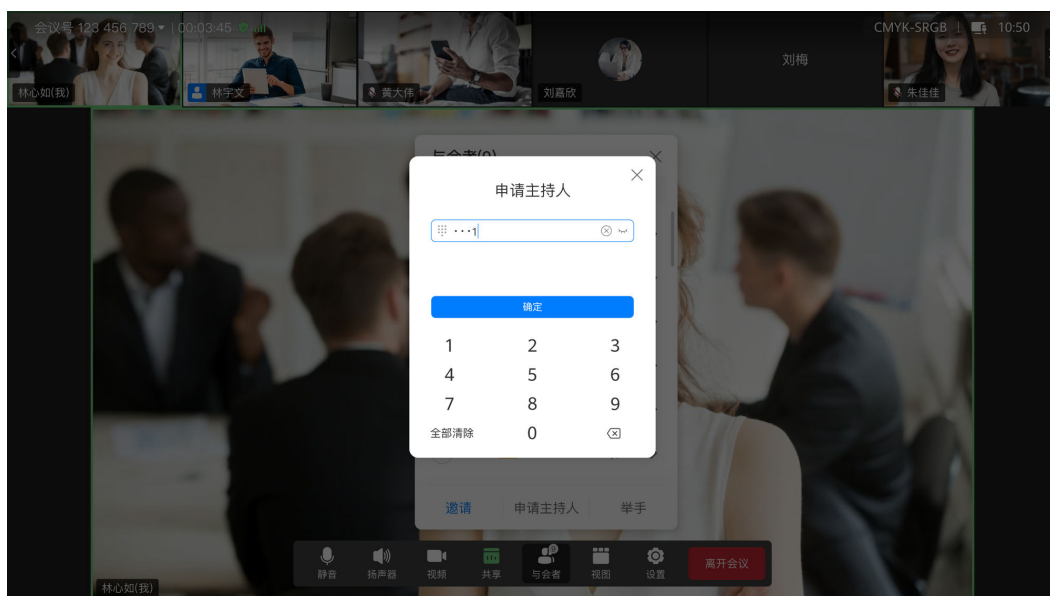 会议号 123 456 789 | 00:03:45
CMYK-SRGB | 10:50
林心如(我)
林宇文
黄大伟
刘嘉欣
刘梅
朱佳佳
申请主持人
···1
确定
1 2 3
4 5 6
7 8 9
全部清除 0
邀请 申请主持人 举手
静音 扬声器 视频 共享 与会者 视图 设置 离开会议
林心如(我)